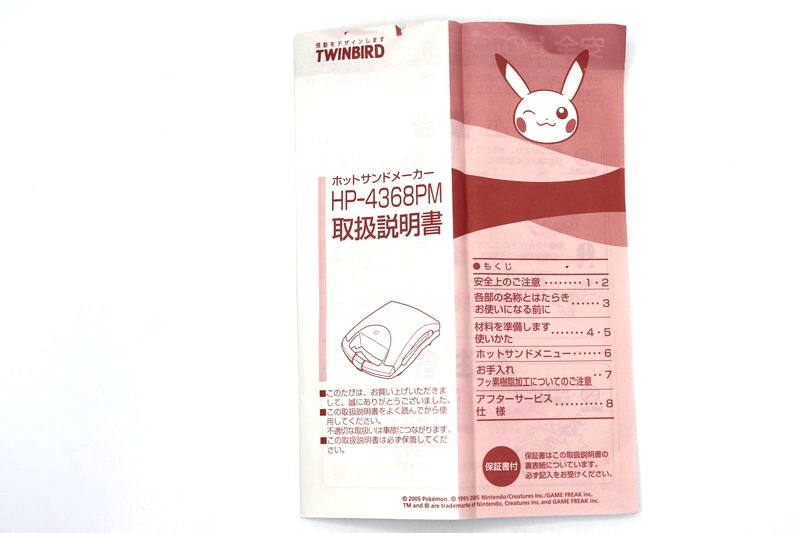 感動をデザインします
TWINBIRD
ホットサンドメーカー
HP-4368PM
取扱説明書
■このたびは、お買い上げいただきま
して、誠にありがとうございました。
■この取扱説明書をよく読んでから使
用してください。
不適切な取扱いは事故につながります。
■この取扱説明書は必ず保管してくだ
さい。
●もくじ
安全上のご注意 ········ 1・2
各部の名称とはたらき
お使いになる前に ······ 3
材料を準備します
使いかた ······· 4・5
ホットサンドメニュー ······ 6
お手入れ
フッ素樹脂加工についてのご注意 ·· 7
アフターサービス
仕 様 ·········· 8
保証書付
保証書はこの取扱説明書の
裏表紙についています。
必ず記入をお受けください。
© 2005 Pokémon. © 1995-2005 Nintendo/Creatures Inc./GAME FREAK inc.
TM and ® are trademarks of Nintendo, Creatures Inc. and GAME FREAK inc.